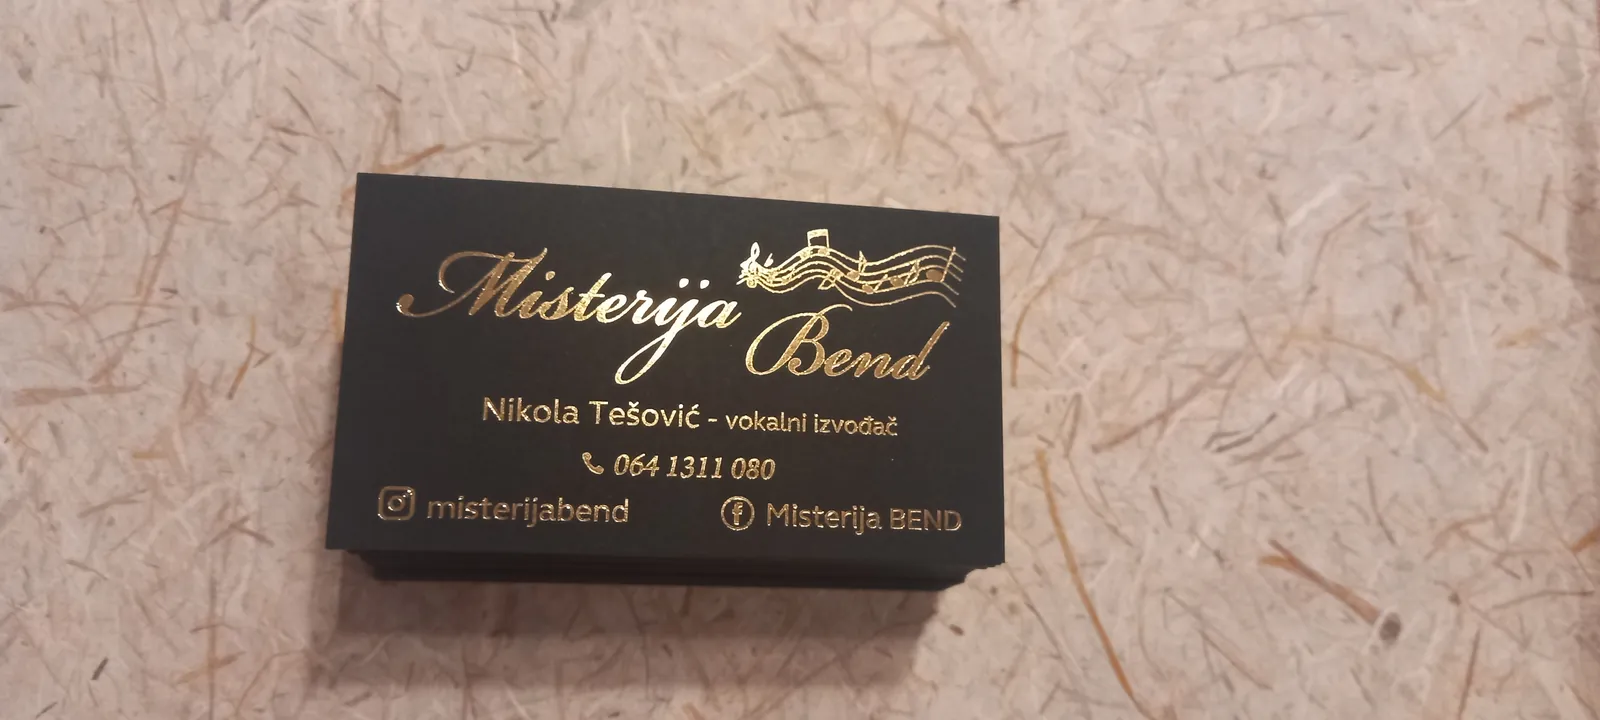 Misterija
Bend
Nikola Tešović - vokalni izvođač
064 1311 080
misterijabend
Misterija BEND